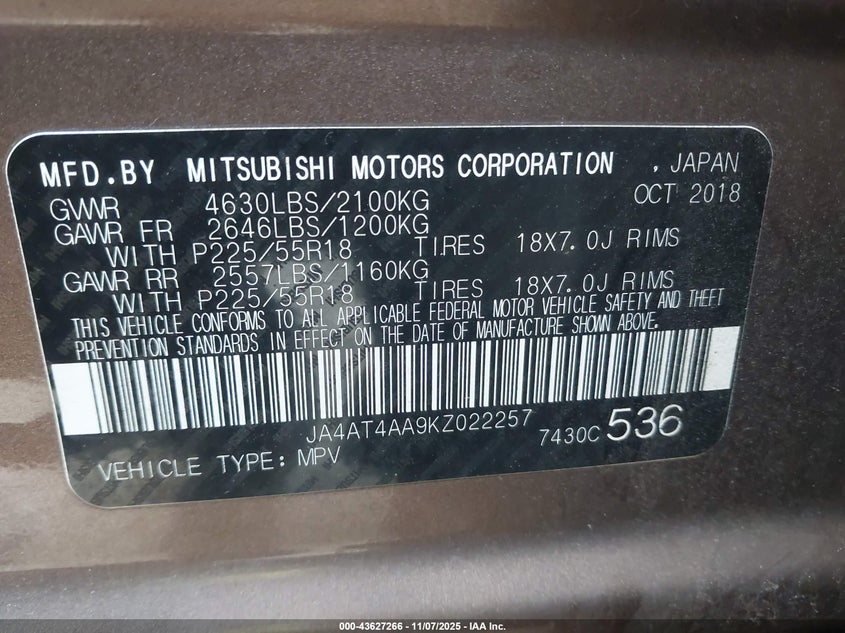 MFD.BY MITSUBISHI MOTORS CORPORATION , JAPAN
GVWR 4630LBS/2100KG OCT 2018
GAWR FR 2646LBS/1200KG
WITH P225/55R18 TIRES 18X7.0J RIMS
GAWR RR 2557LBS/1160KG
WITH P225/55R18 TIRES 18X7.0J RIMS
THIS VEHICLE CONFORMS TO ALL APPLICABLE FEDERAL MOTOR VEHICLE SAFETY AND THEFT
PREVENTION STANDARDS IN EFFECT ON THE DATE OF MANUFACTURE SHOWN ABOVE.
JA4AT4AA9KZ022257 7430C 536
VEHICLE TYPE: MPV
000-43627266 - 11/07/2025 - IAA Inc.